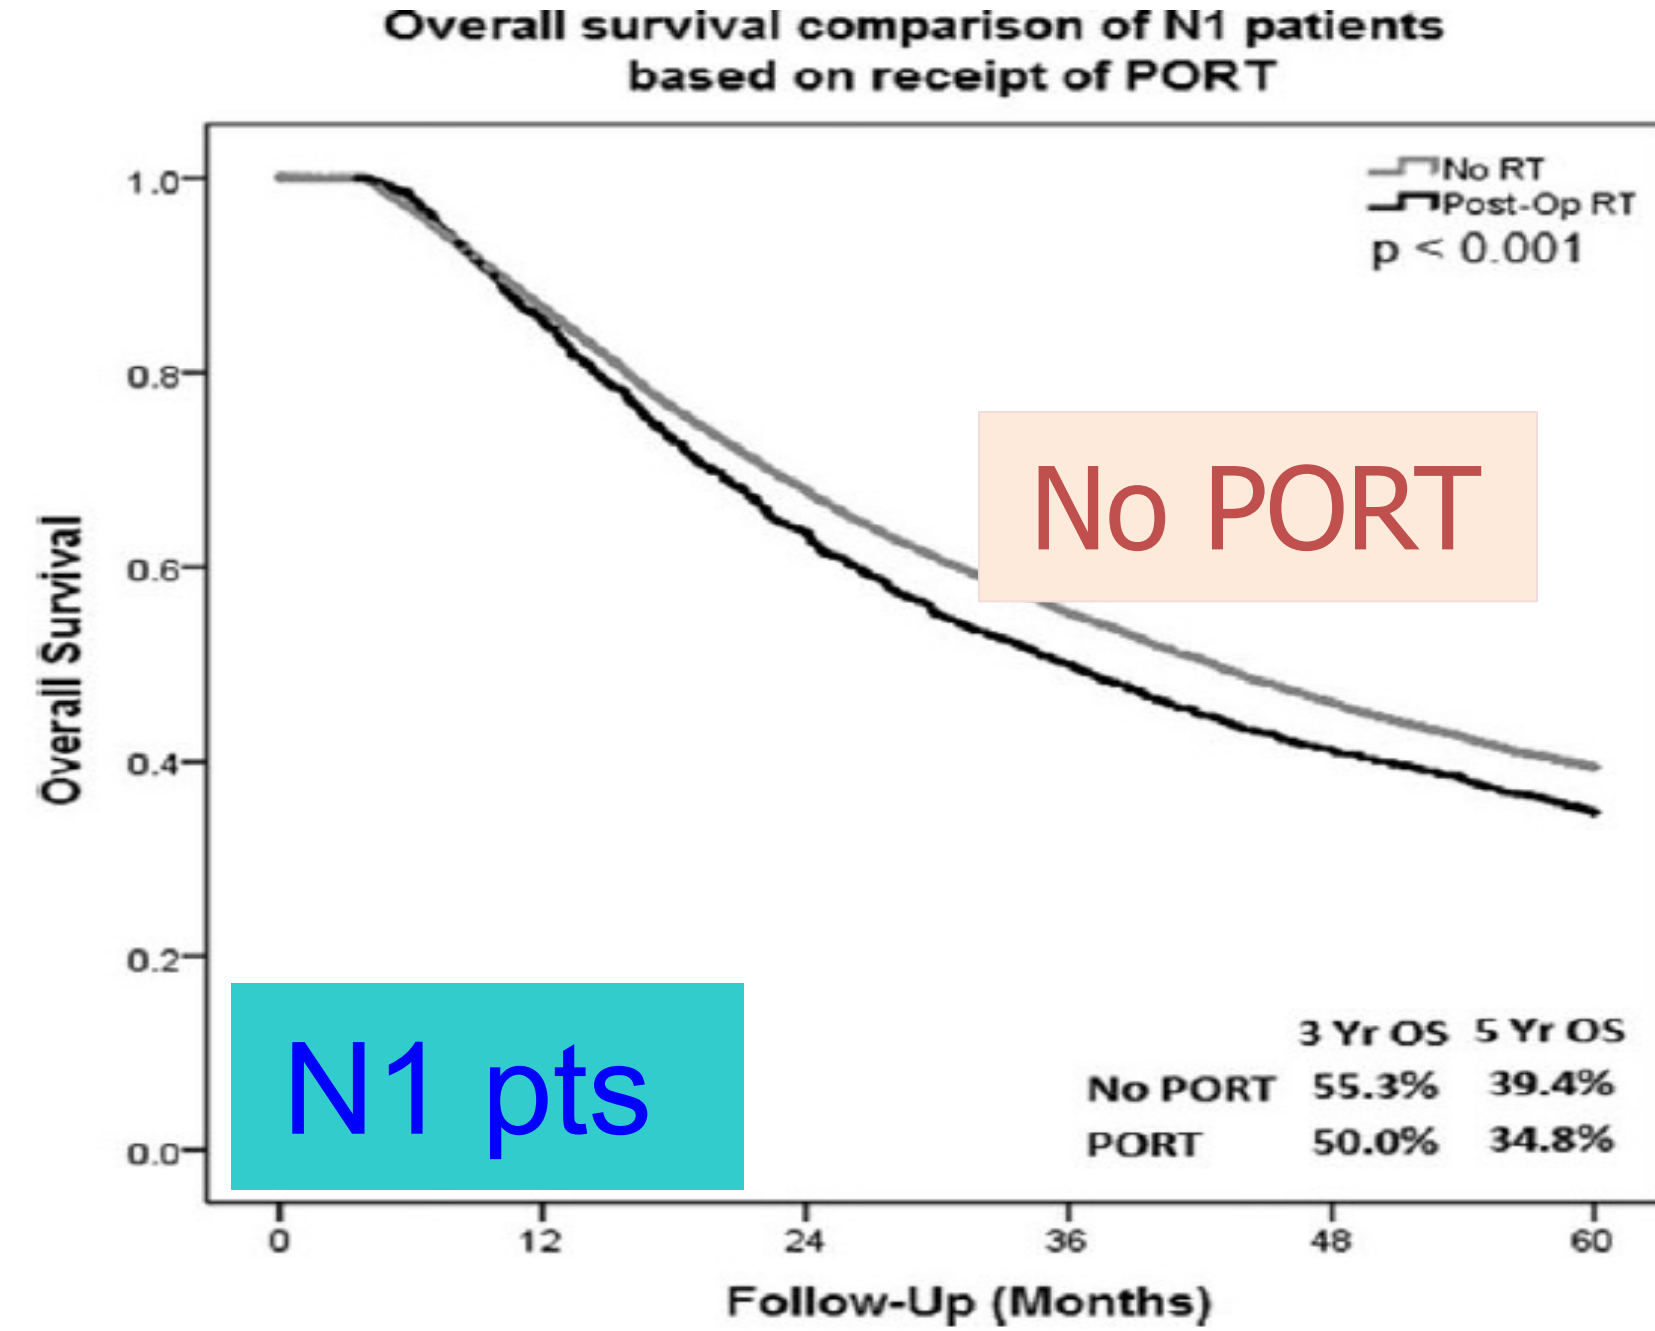 Overall survival comparison of N1 patients
based on receipt of PORT
No RT
Post-Op RT
p < 0.001
1.0
0.8
0.6
0.4
0.2
0.0
Overall Survival
No PORT
N1 pts
3 Yr OS 5 Yr OS
No PORT 55.3% 39.4%
PORT 50.0% 34.8%
0 12 24 36 48 60
Follow-Up (Months)